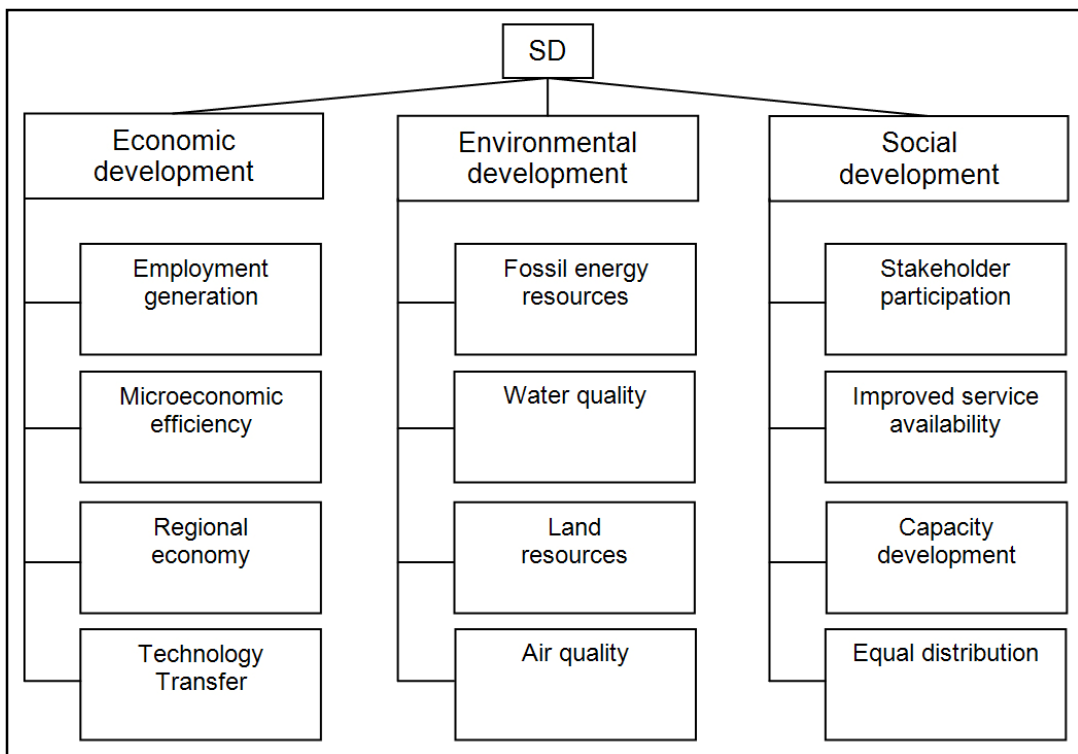 SD
Economic
development
Employment
generation
Microeconomic
efficiency
Regional
economy
Technology
Transfer
Environmental
development
Fossil energy
resources
Water quality
Land
resources
Air quality
Social
development
Stakeholder
participation
Improved service
availability
Capacity
development
Equal distribution